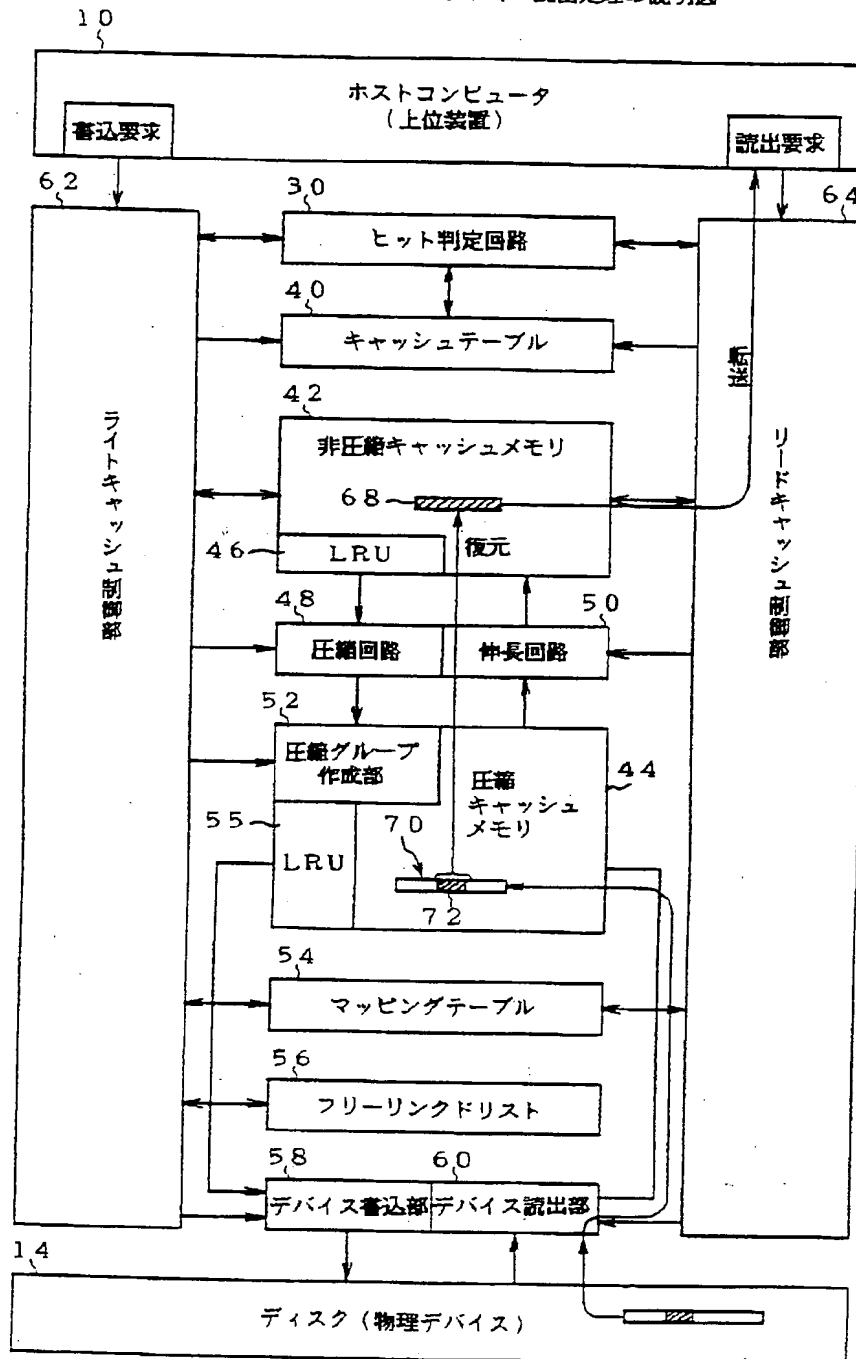 読出処理の説明図
10
ホストコンピュータ
(上位装置)
書込要求
読出要求
62
30
64
ヒット判定回路
40
キャッシュテーブル
転送
42
非圧縮キャッシュメモリ
68
46
LRU
復元
ライトキャッシュ制御部
リードキャッシュ制御部
48
50
圧縮回路
伸長回路
52
圧縮グループ
作成部
44
圧縮
キャッシュ
メモリ
55
70
LRU
72
54
マッピングテーブル
56
フリーリンクドリスト
58
60
デバイス書込部
デバイス読出部
14
ディスク(物理デバイス)